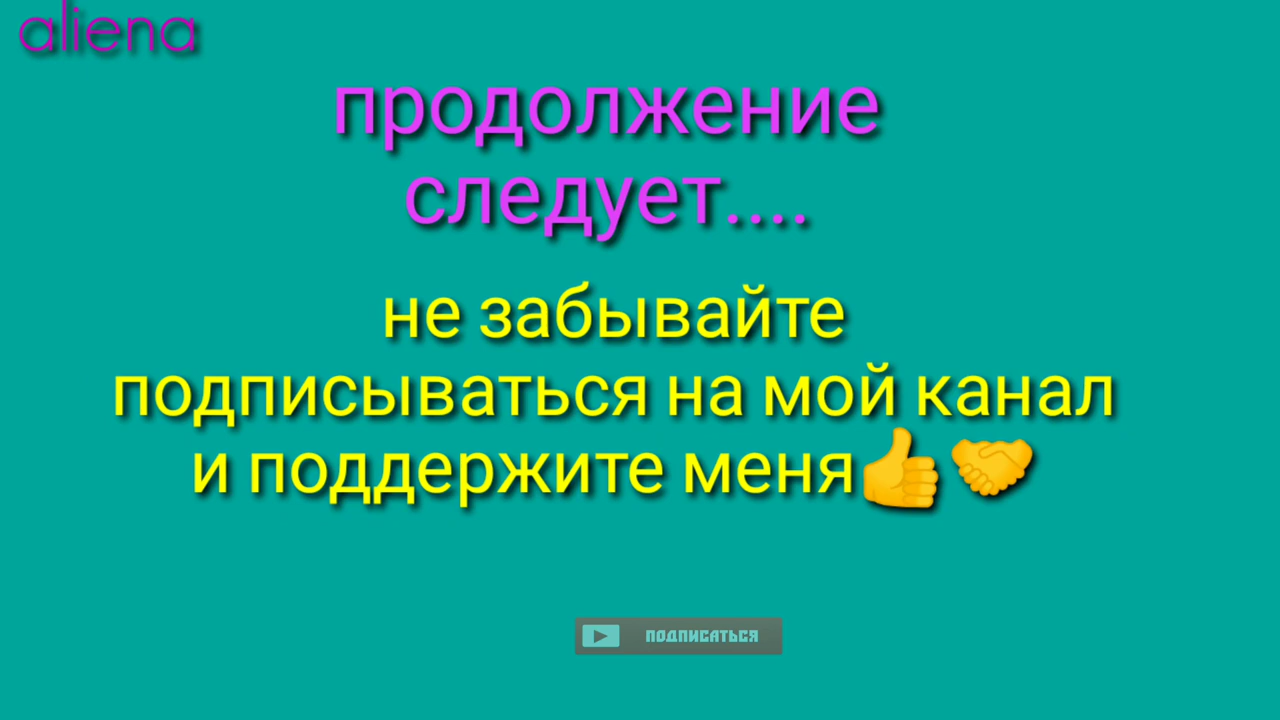 aliena
продолжение
следует....
не забывайте
подписываться на мой канал
и поддержите меня👍🤝
ПОДПИСАТЬСЯ